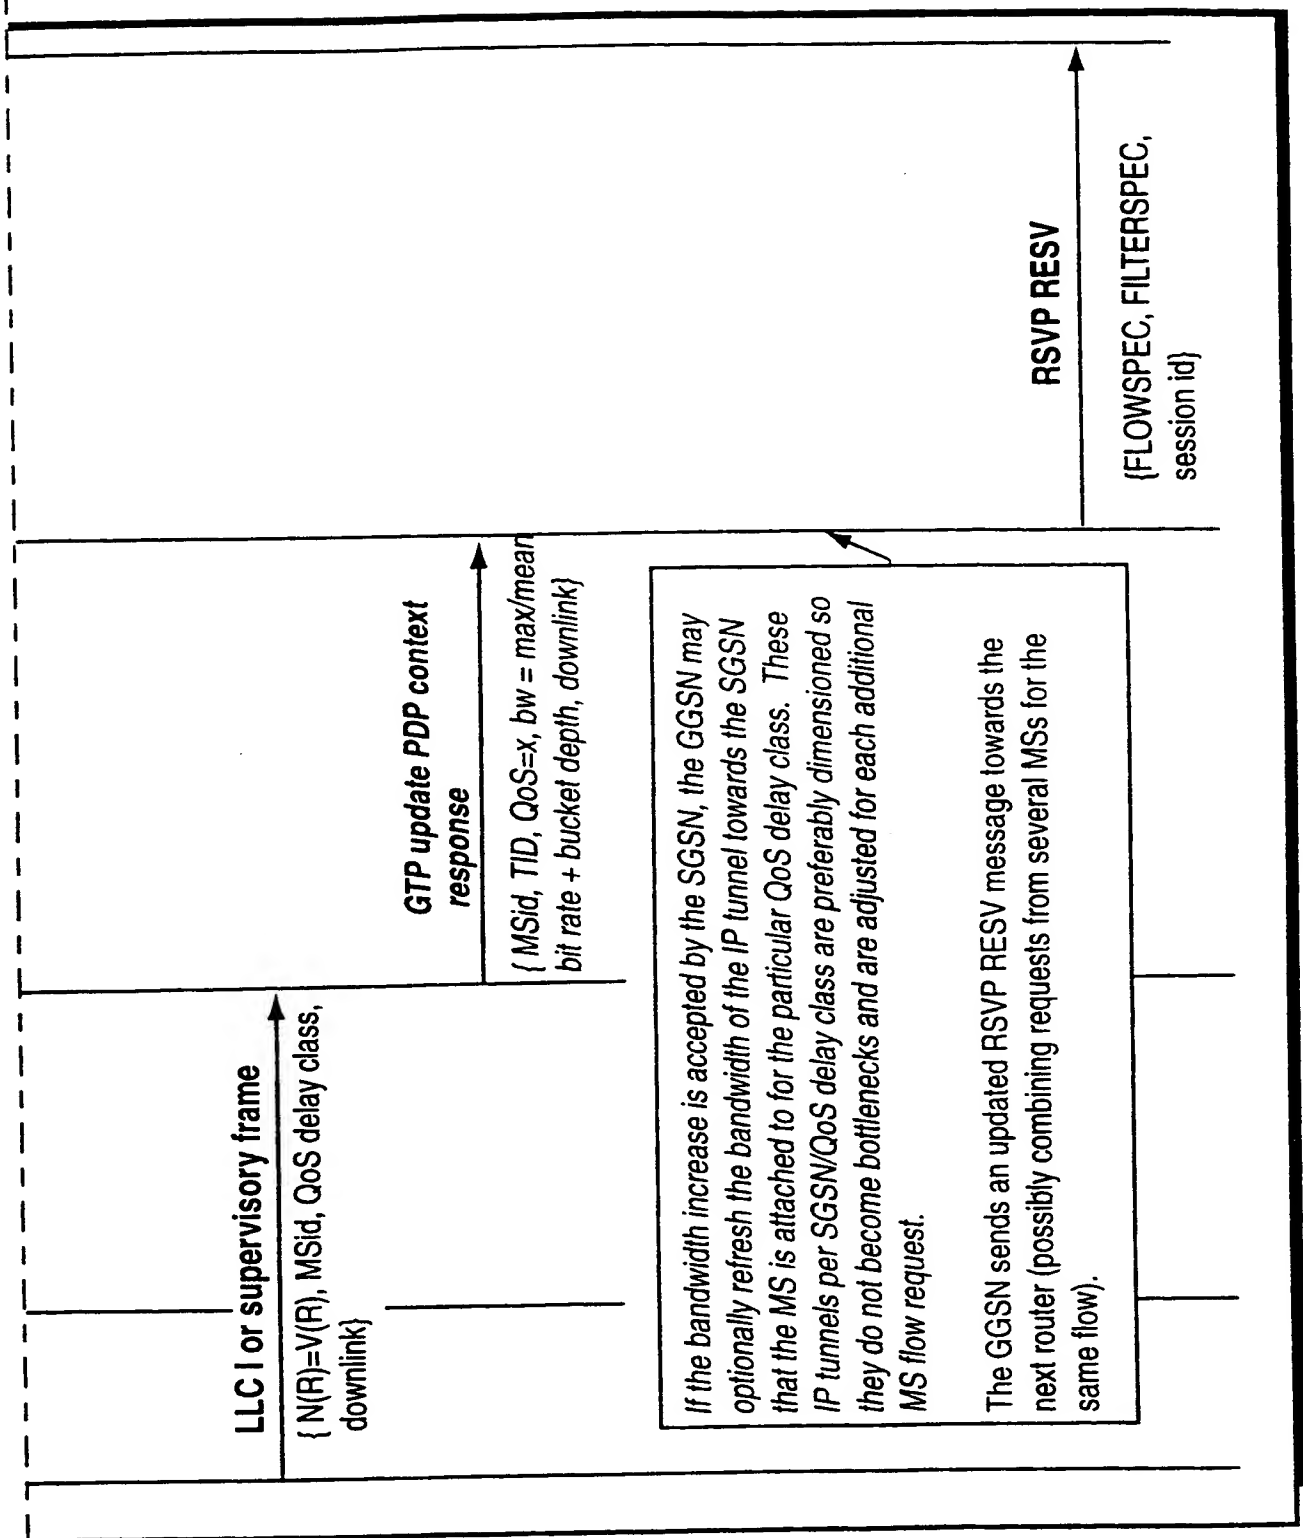 LLC I or supervisory frame
{ N(R)=V(R), MSid, QoS delay class,
downlink}
GTP update PDP context
response
{ MSid, TID, QoS=x, bw = max/mean
bit rate + bucket depth, downlink}
If the bandwidth increase is accepted by the SGSN, the GGSN may
optionally refresh the bandwidth of the IP tunnel towards the SGSN
that the MS is attached to for the particular QoS delay class. These
IP tunnels per SGSN/QoS delay class are preferably dimensioned so
they do not become bottlenecks and are adjusted for each additional
MS flow request.
The GGSN sends an updated RSVP RESV message towards the
next router (possibly combining requests from several MSs for the
same flow).
RSVP RESV
{FLOWSPEC, FILTERSPEC,
session id}